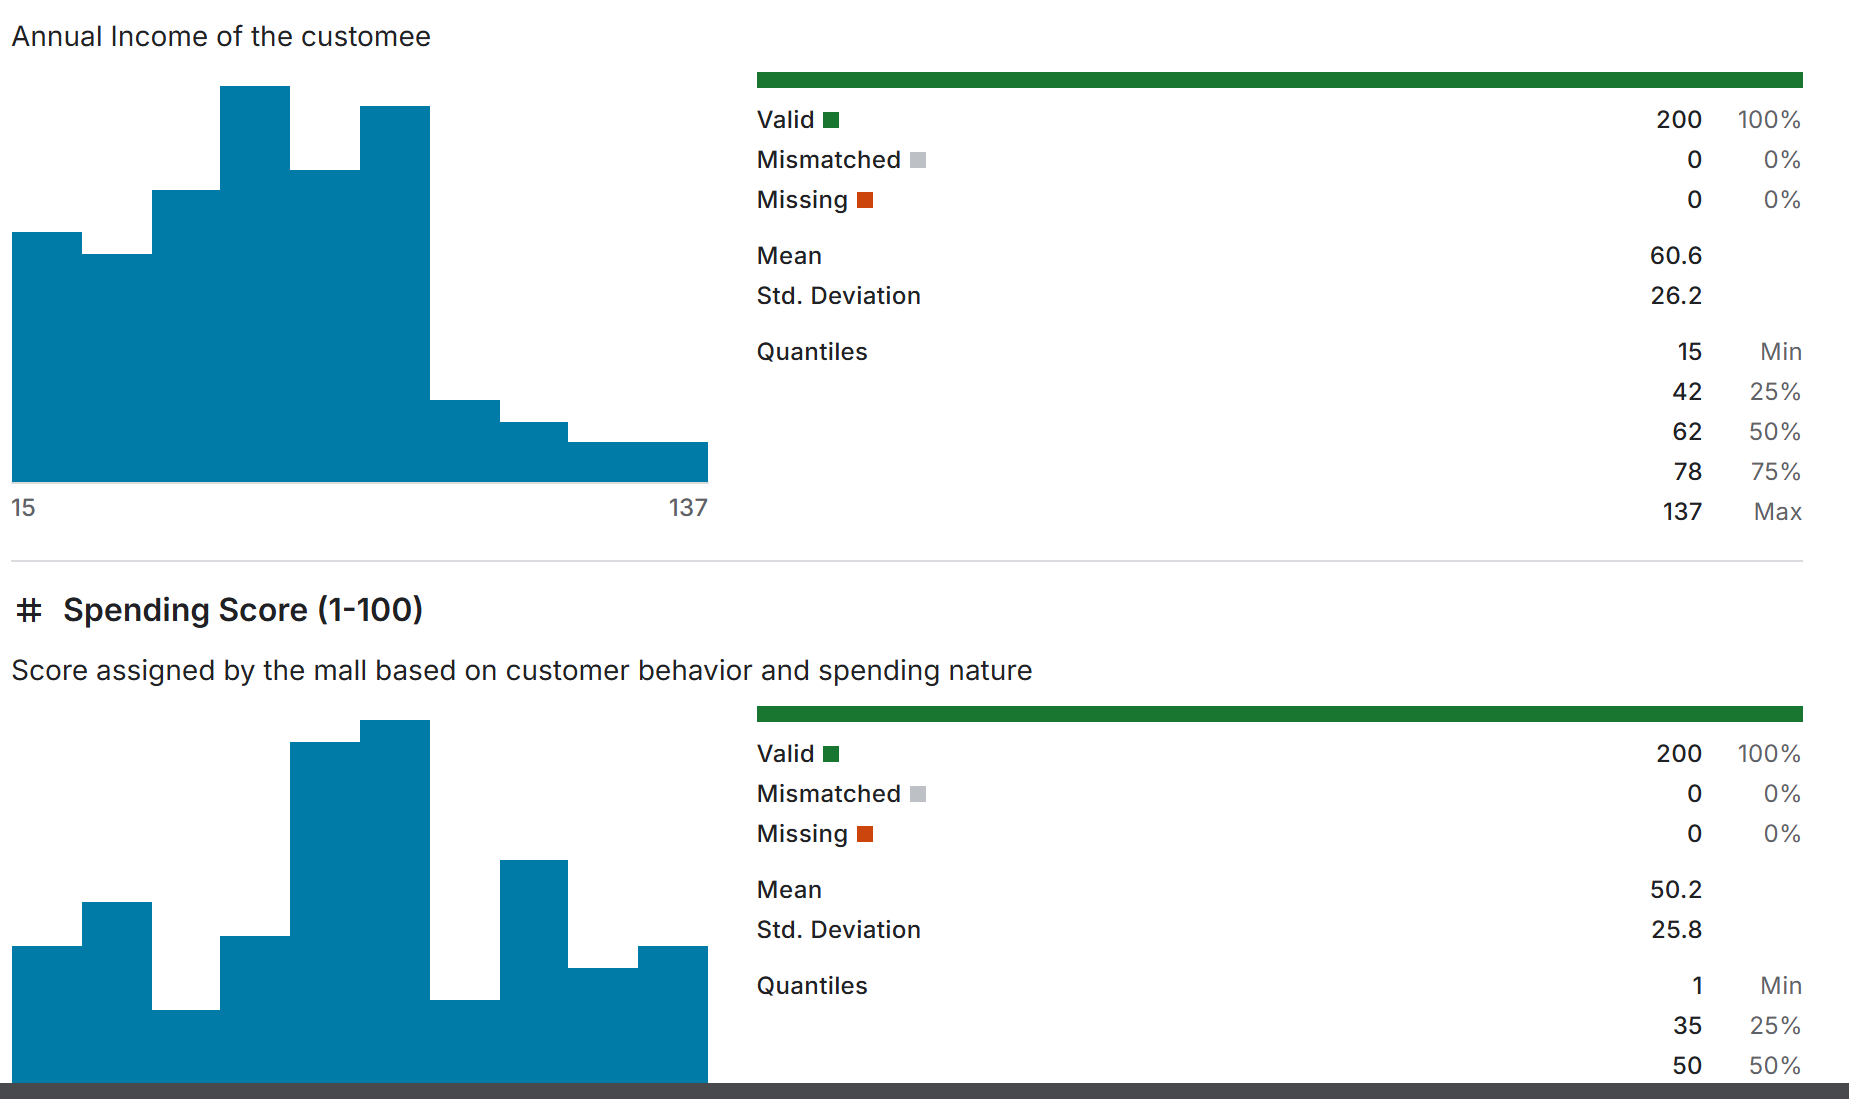 Annual Income of the customee
Valid 200 100%
Mismatched 0 0%
Missing 0 0%
Mean 60.6
Std. Deviation 26.2
Quantiles 15 Min
42 25%
62 50%
78 75%
15 137
137 Max
# Spending Score (1-100)
Score assigned by the mall based on customer behavior and spending nature
Valid 200 100%
Mismatched 0 0%
Missing 0 0%
Mean 50.2
Std. Deviation 25.8
Quantiles 1 Min
35 25%
50 50%